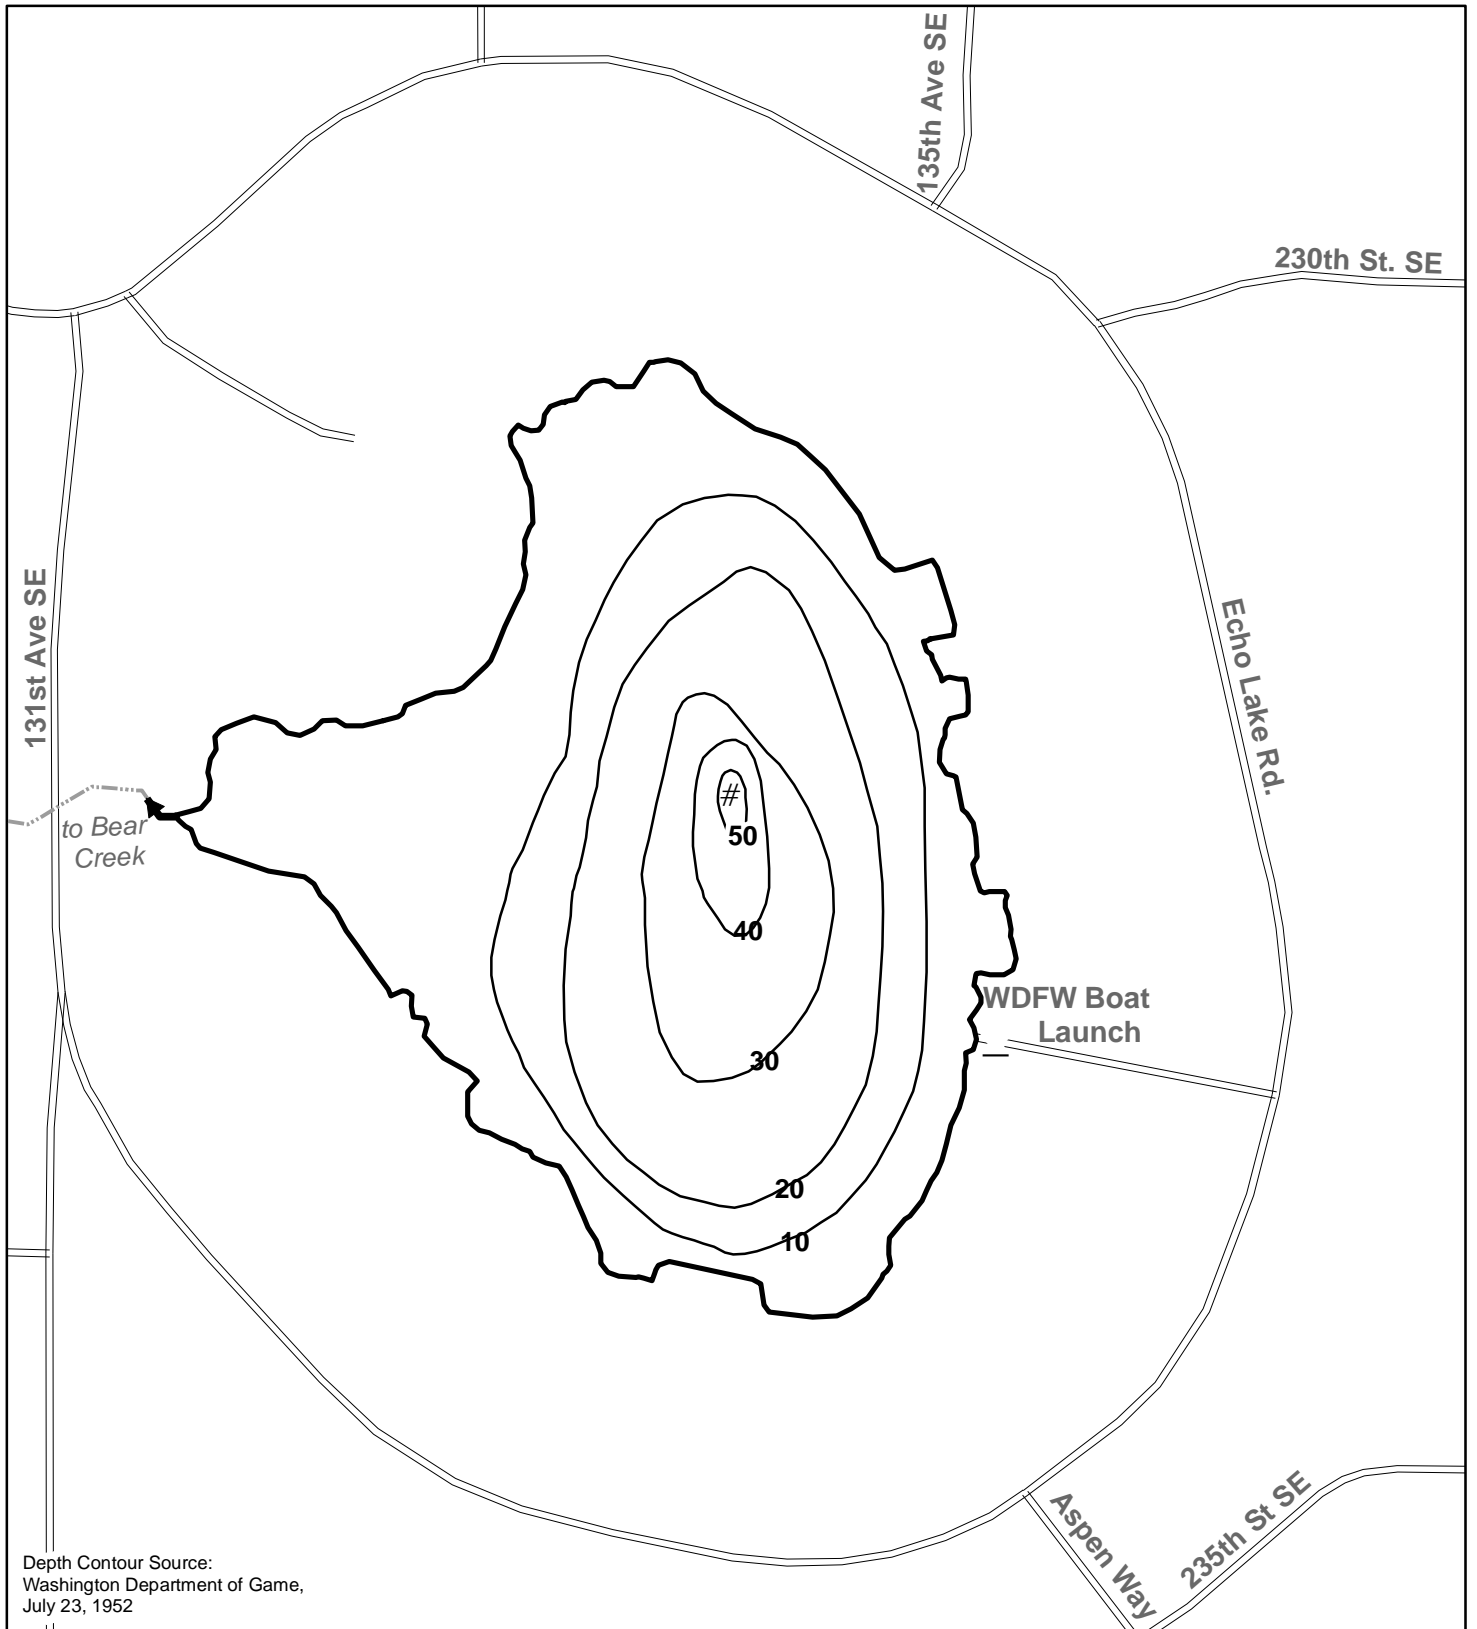 135th Ave SE
230th St. SE
131st Ave SE
Echo Lake Rd.
#
50
to Bear
Creek
40
WDFW Boat
Launch
30
20
10
Aspen Way
235th St SE
Depth Contour Source:
Washington Department of Game,
July 23, 1952